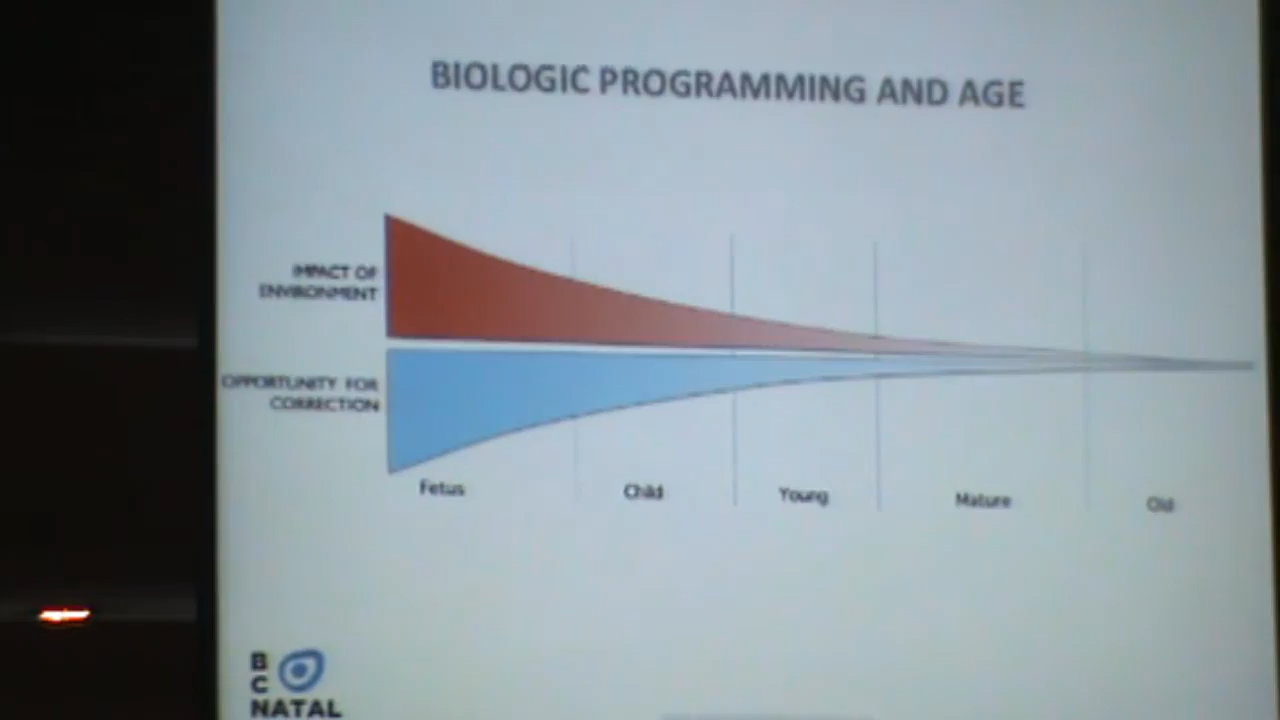 BIOLOGIC PROGRAMMING AND AGE
IMPACT OF
ENVIRONMENT
OPPORTUNITY FOR
CORRECTION
Fetus
Child
Young
Mature
Old
B
C
NATAL